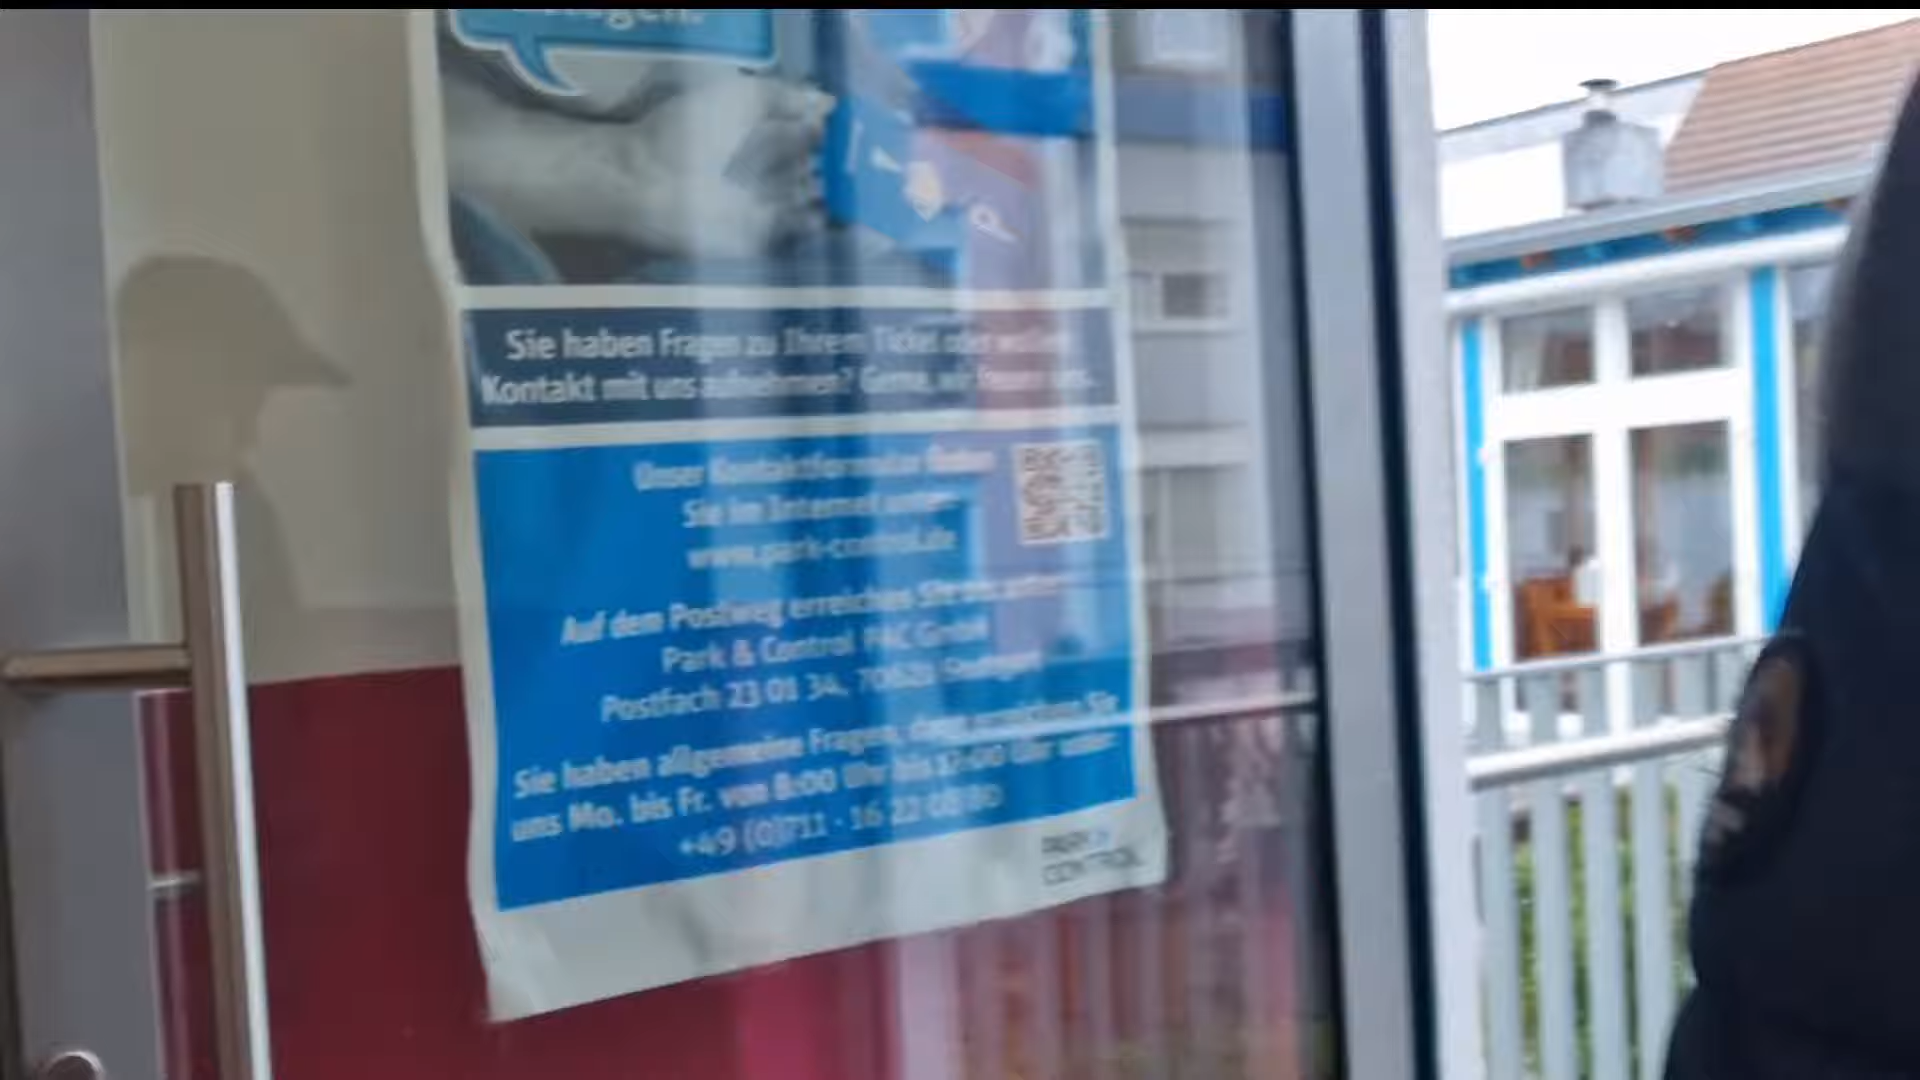 Sie haben Fragen zu Ihrem Ticket oder wollen
Kontakt mit uns aufnehmen? Gerne, wir freuen uns.
Unser Kontaktformular finden
Sie im Internet unter
www.park-control.de
Auf dem Postweg erreichen Sie uns unter
Park & Control PAC GmbH
Postfach 23 01 34, Stuttgart
Sie haben allgemeine Fragen, dann erreichen Sie
uns Mo. bis Fr. von 8:00 Uhr bis 17:00 Uhr unter
+49 (0)711 - 16 22
PARK &
CONTROL